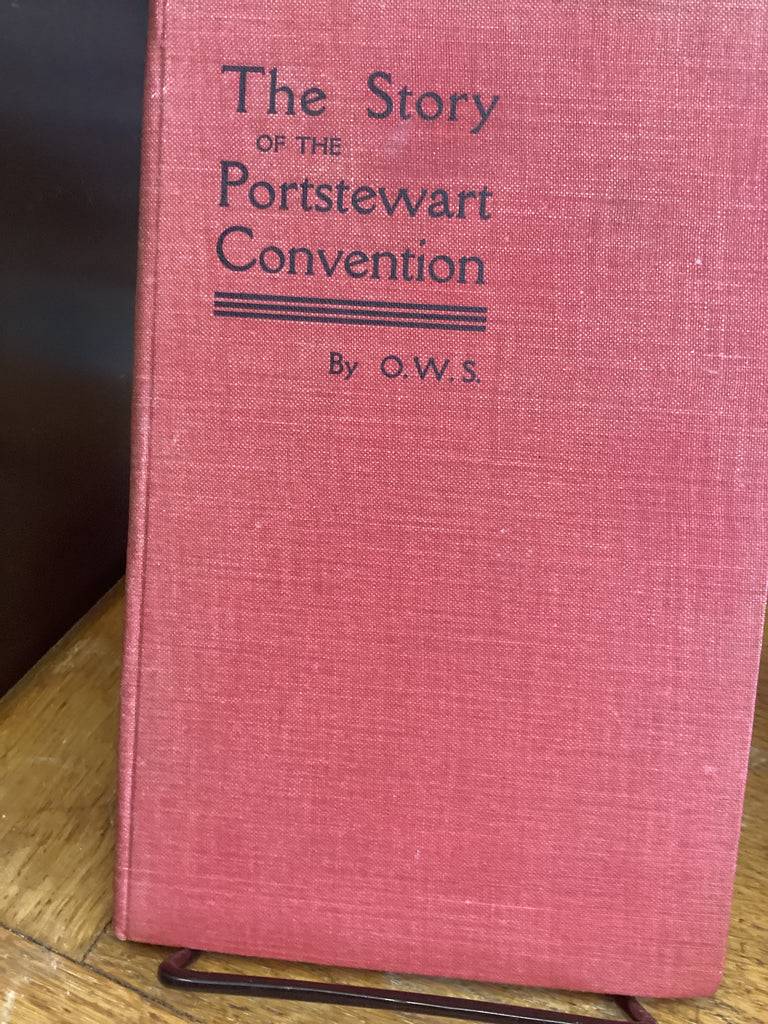 The Story
OF THE
Portstewart
Convention
By O.W.S.